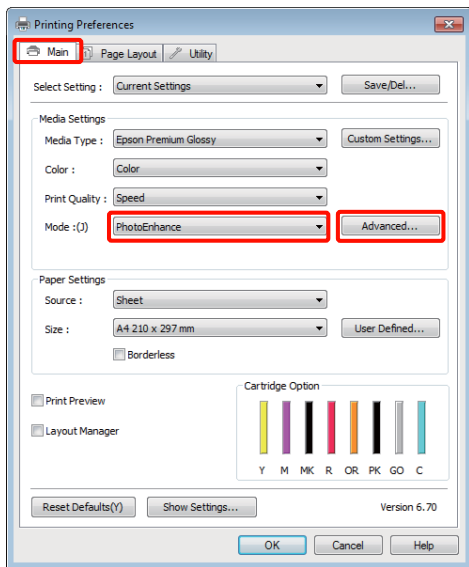 Printing Preferences
Main Page Layout Utility
Select Setting : Current Settings Save/Del...
Media Settings
Media Type : Epson Premium Glossy Custom Settings...
Color : Color
Print Quality : Speed
Mode :(J) PhotoEnhance Advanced...
Paper Settings
Source : Sheet
Size : A4 210 x 297 mm User Defined...
Borderless
Cartridge Option
Print Preview
Layout Manager
Y M MK R OR PK GO C
Reset Defaults(Y) Show Settings... Version 6.70
OK Cancel Help